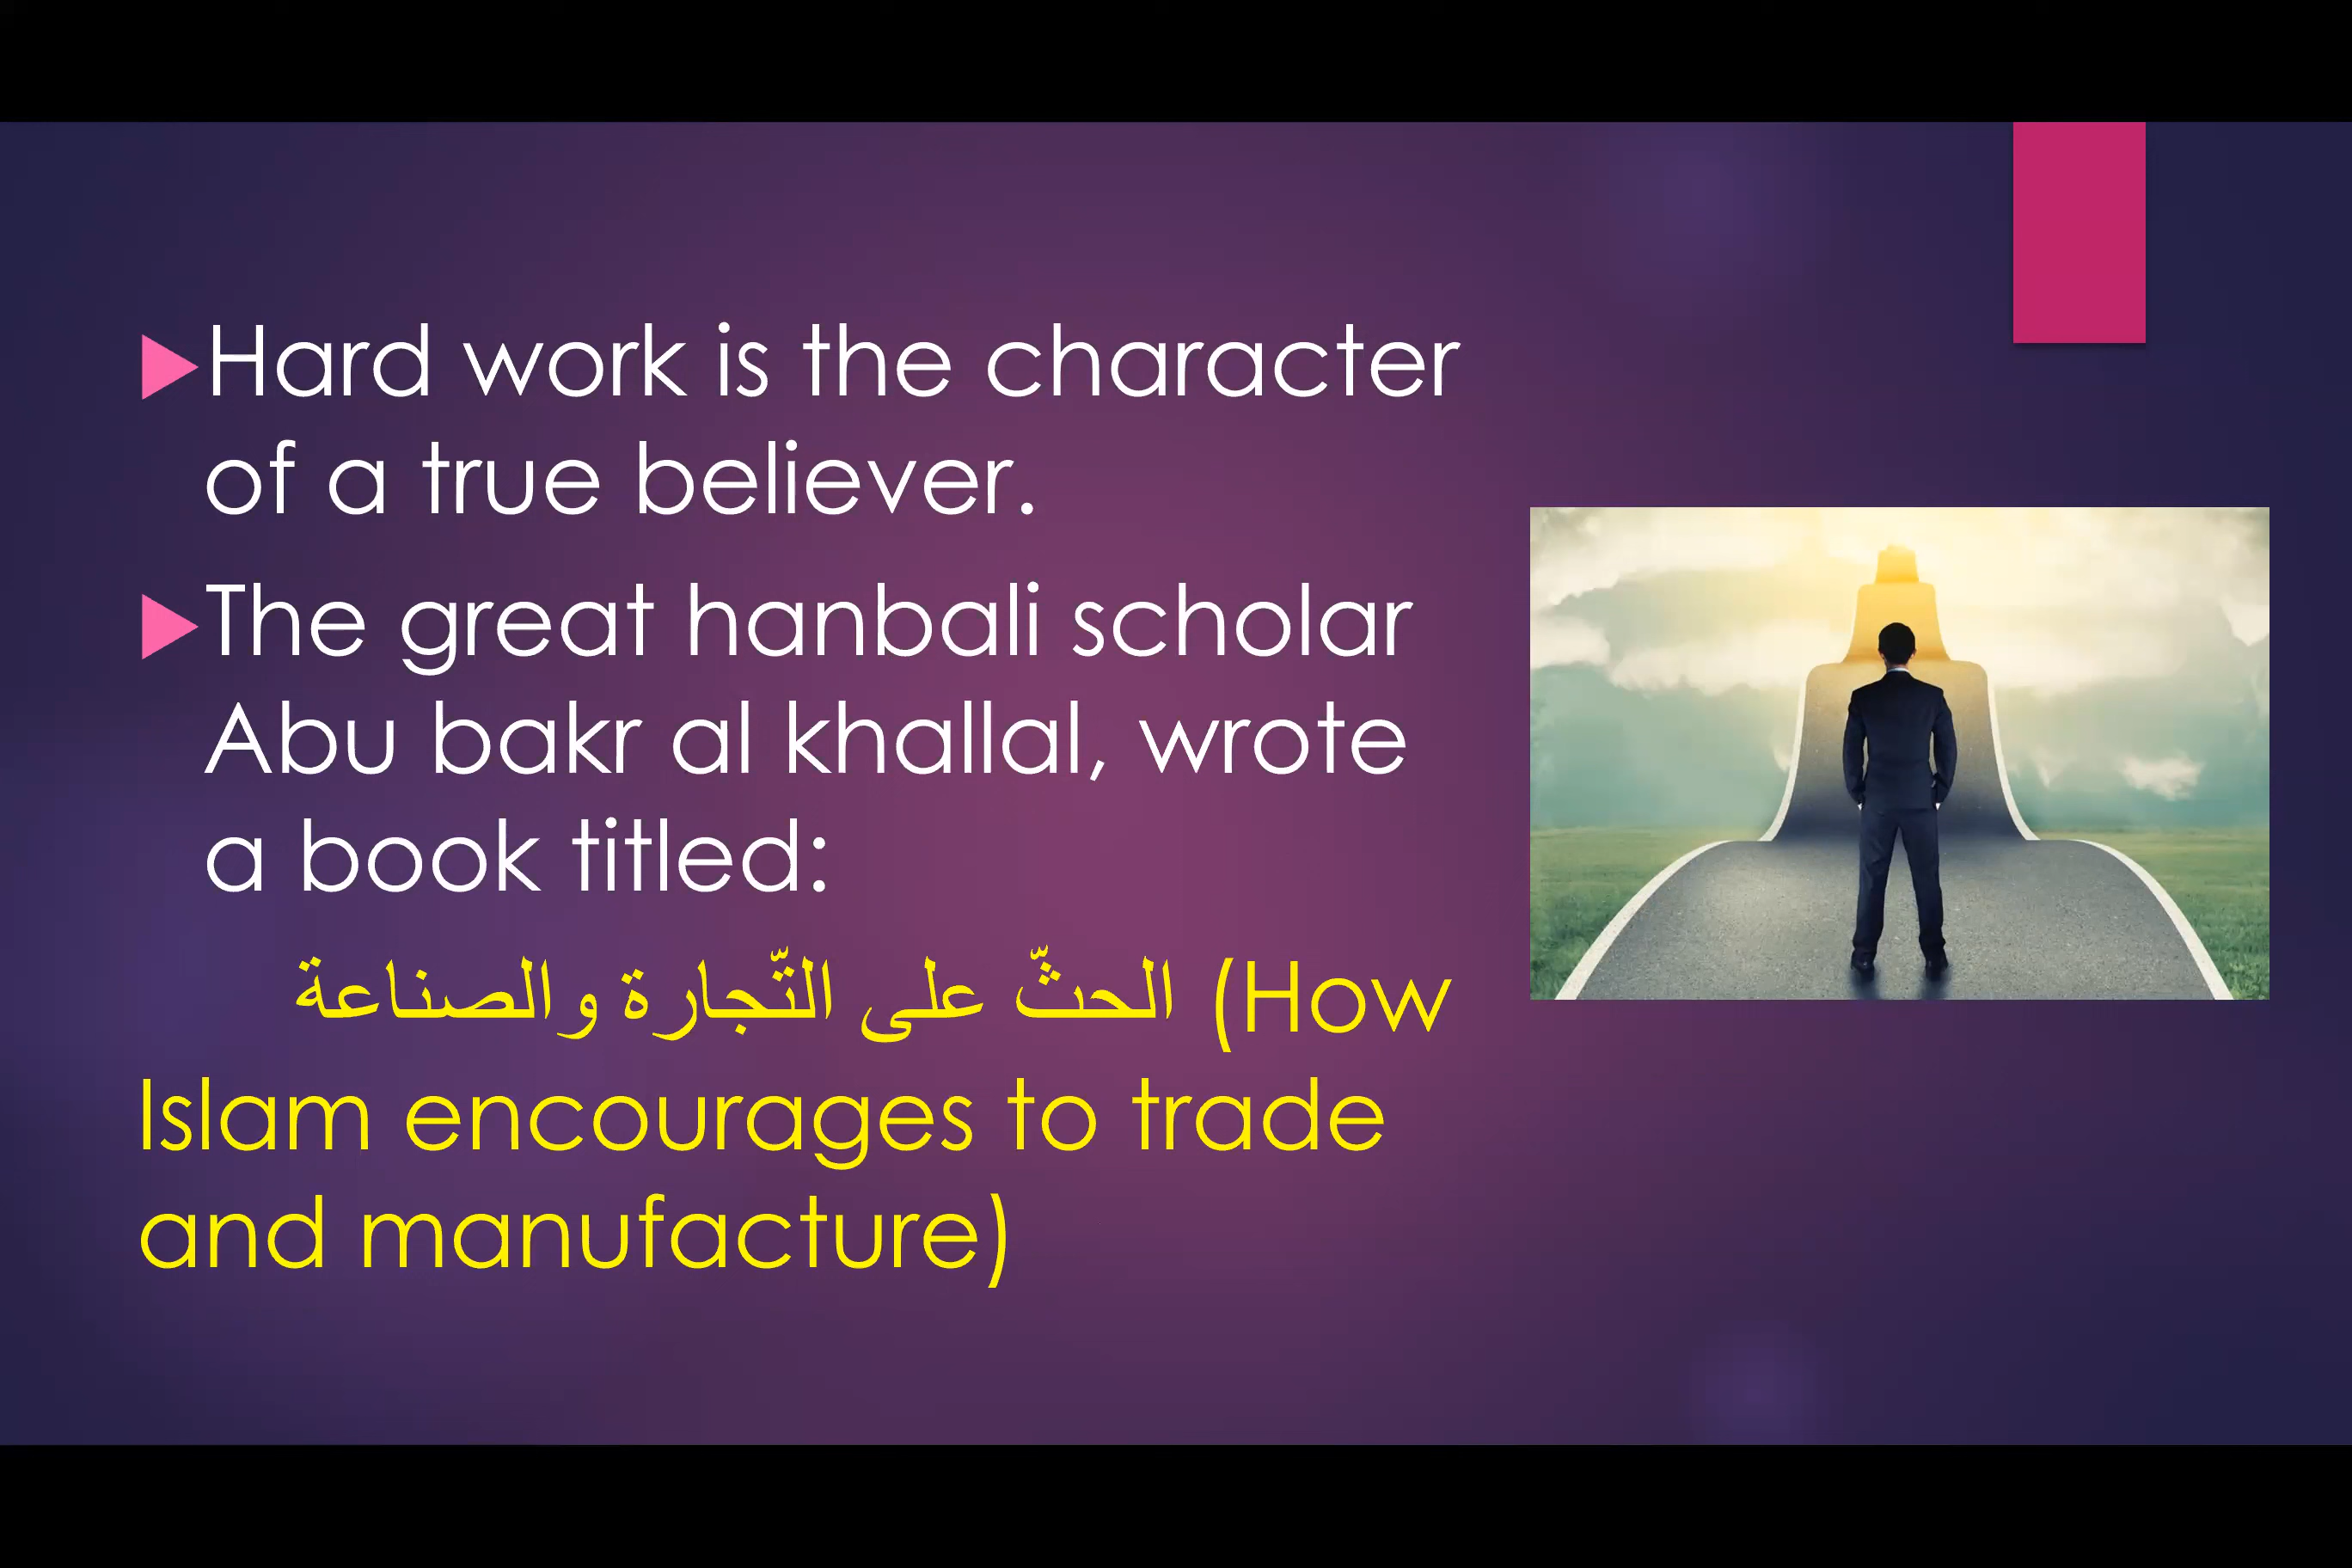 Hard work is the character
of a true believer.
The great hanbali scholar
Abu bakr al khallal, wrote
a book titled:
الحثّ على التّجارة والصناعة (How
Islam encourages to trade
and manufacture)